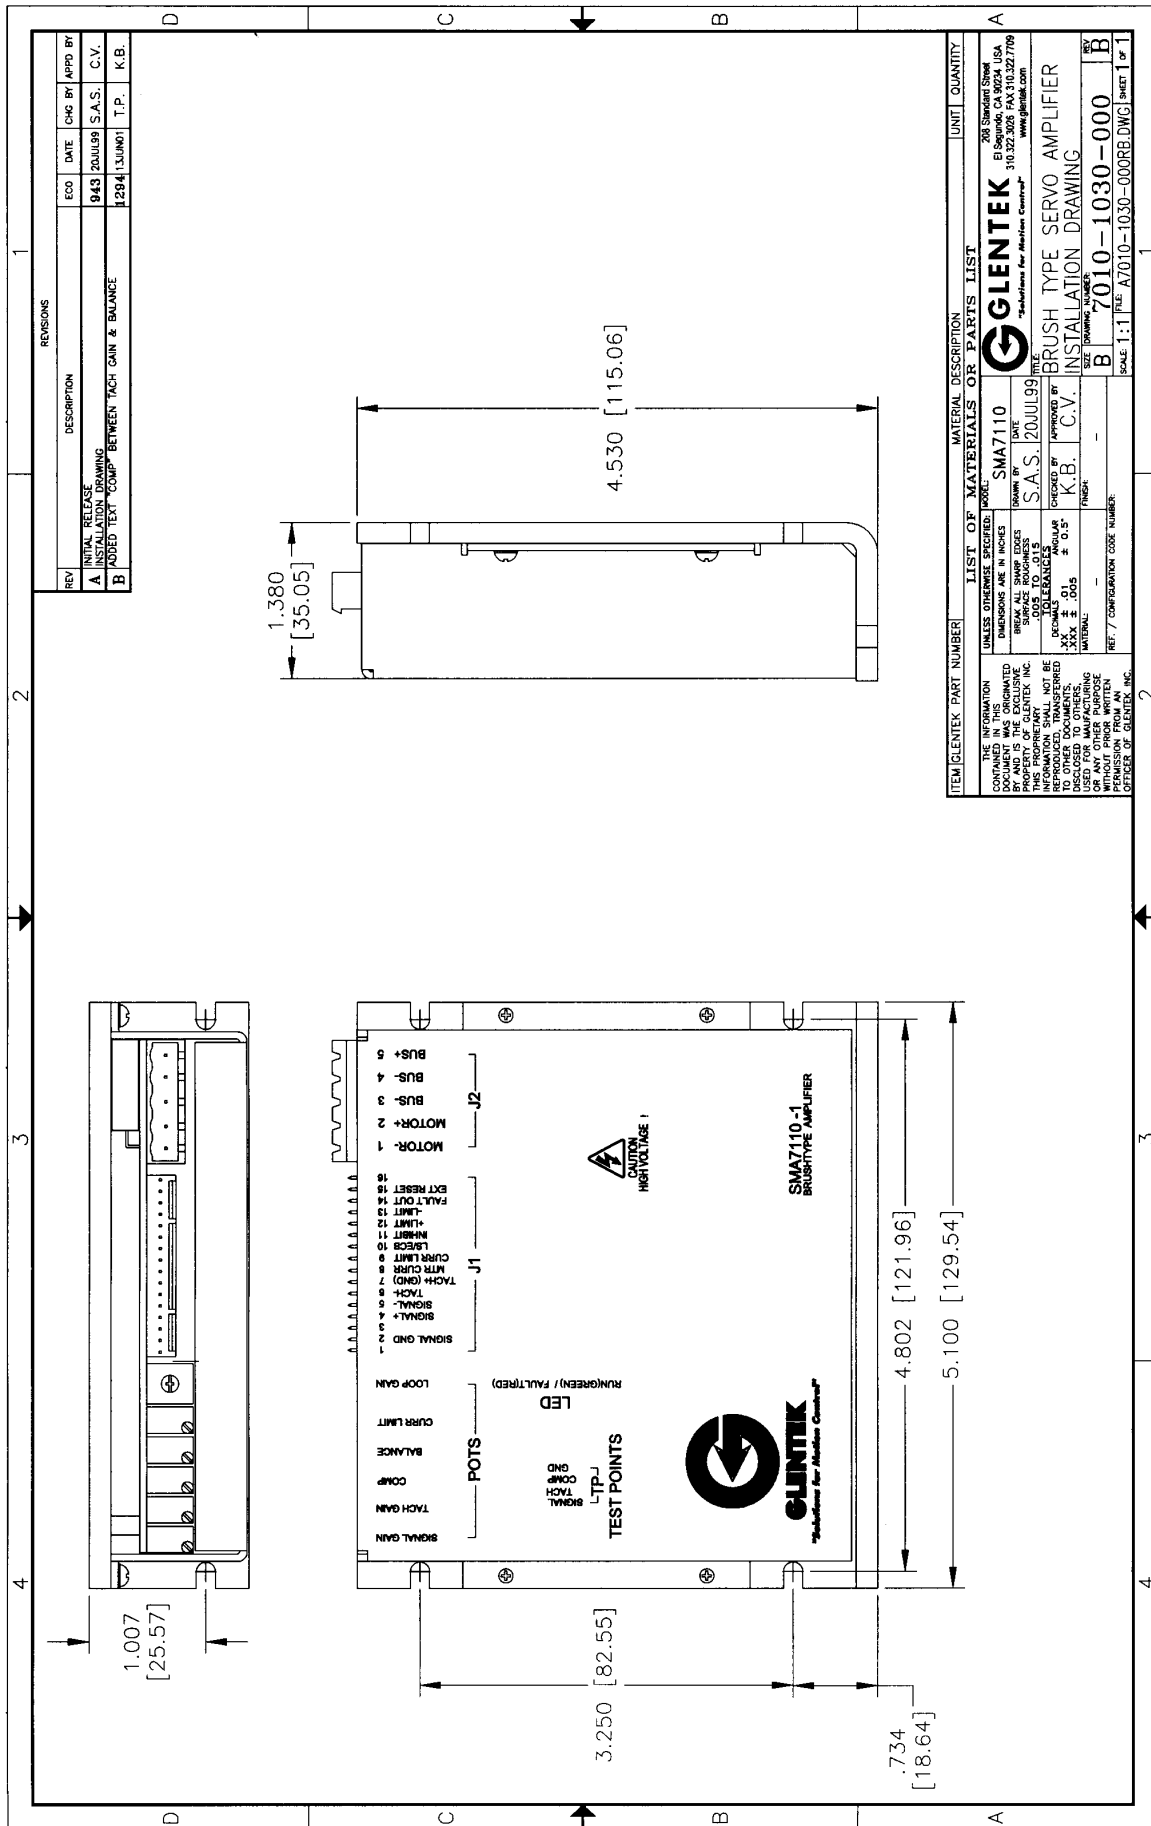 D
C
B
A
1
2
3
4
REVISIONS
REV DESCRIPTION ECO DATE CHG BY APPD BY
A INITIAL RELEASE
INSTALLATION DRAWING 943 20JUL99 S.A.S. C.V.
B ADDED TEXT "COMP" BETWEEN TACH GAIN & BALANCE 1294 13JUN01 T.P. K.B.
1.007
[25.57]
1.380
[35.05]
4.530 [115.06]
3.250 [82.55]
.734
[18.64]
4.802 [121.96]
5.100 [129.54]
SIGNAL GAIN
TACH GAIN
COMP
BALANCE
CURR LIMIT
LOOP GAIN
POTS
LED
RUN(GREEN) / FAULT(RED)
SIGNAL
TACH
COMP
GND
TP
TEST POINTS
1
SIGNAL GND 2
3
SIGNAL+ 4
SIGNAL- 5
TACH- 6
TACH+ (GND) 7
MTR CURR 8
CURR LIMIT 9
LS/ECB 10
INHIBIT 11
+LIMIT 12
-LIMIT 13
FAULT OUT 14
EXT RESET 15
16
J1
MOTOR- 1
MOTOR+ 2
BUS- 3
BUS- 4
BUS+ 5
J2
CAUTION
HIGH VOLTAGE !
GLENTEK
"Solutions for Motion Control"
SMA7110-1
BRUSHTYPE AMPLIFIER
ITEM GLENTEK PART NUMBER MATERIAL DESCRIPTION UNIT QUANTITY
LIST OF MATERIALS OR PARTS LIST
THE INFORMATION
CONTAINED IN THIS
DOCUMENT WAS ORIGINATED
BY AND IS THE EXCLUSIVE
PROPERTY OF GLENTEK INC.
THIS PROPRIETARY
INFORMATION SHALL NOT BE
REPRODUCED, TRANSFERRED
TO OTHER DOCUMENTS,
DISCLOSED TO OTHERS,
USED FOR MAUFACTURING
OR ANY OTHER PURPOSE
WITHOUT PRIOR WRITTEN
PERMISSION FROM AN
OFFICER OF GLENTEK INC.
UNLESS OTHERWISE SPECIFIED:
DIMENSIONS ARE IN INCHES
BREAK ALL SHARP EDGES
SURFACE ROUGHNESS
.005 TO .015
TOLERANCES
DECIMALS ANGULAR
.XX ± .01 ± 0.5°
.XXX ± .005
MATERIAL:
–
REF. / CONFIGURATION CODE NUMBER:
MODEL:
SMA7110
DRAWN BY DATE
S.A.S. 20JUL99
CHECKED BY APPROVED BY
K.B. C.V.
FINISH:
–
GLENTEK
"Solutions for Motion Control"
208 Standard Street
El Segundo, CA 90234 USA
310.322.3026 FAX 310.322.7709
www.glentek.com
TITLE:
BRUSH TYPE SERVO AMPLIFIER
INSTALLATION DRAWING
SIZE DRAWING NUMBER: REV
B 7010-1030-000 B
SCALE: 1:1 FILE: A7010-1030-000RB.DWG SHEET 1 OF 1
1
2
3
4
D
C
B
A